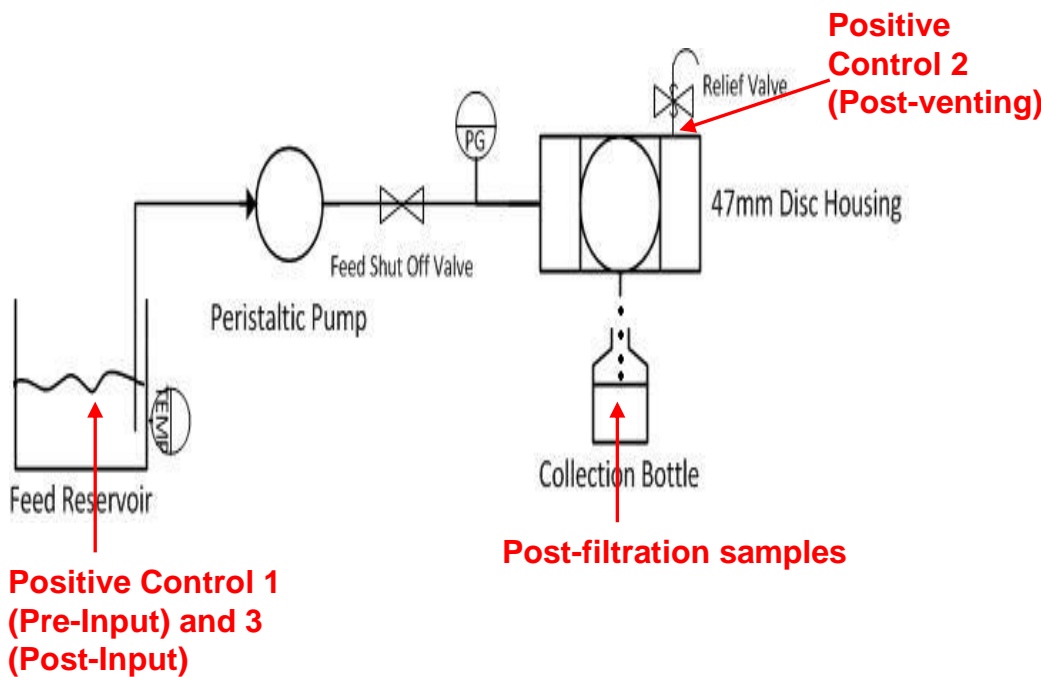 Positive
Control 2
(Post-venting)
Relief Valve
PG
47mm Disc Housing
Feed Shut Off Valve
Peristaltic Pump
TEMP
Feed Reservoir
Collection Bottle
Post-filtration samples
Positive Control 1
(Pre-Input) and 3
(Post-Input)